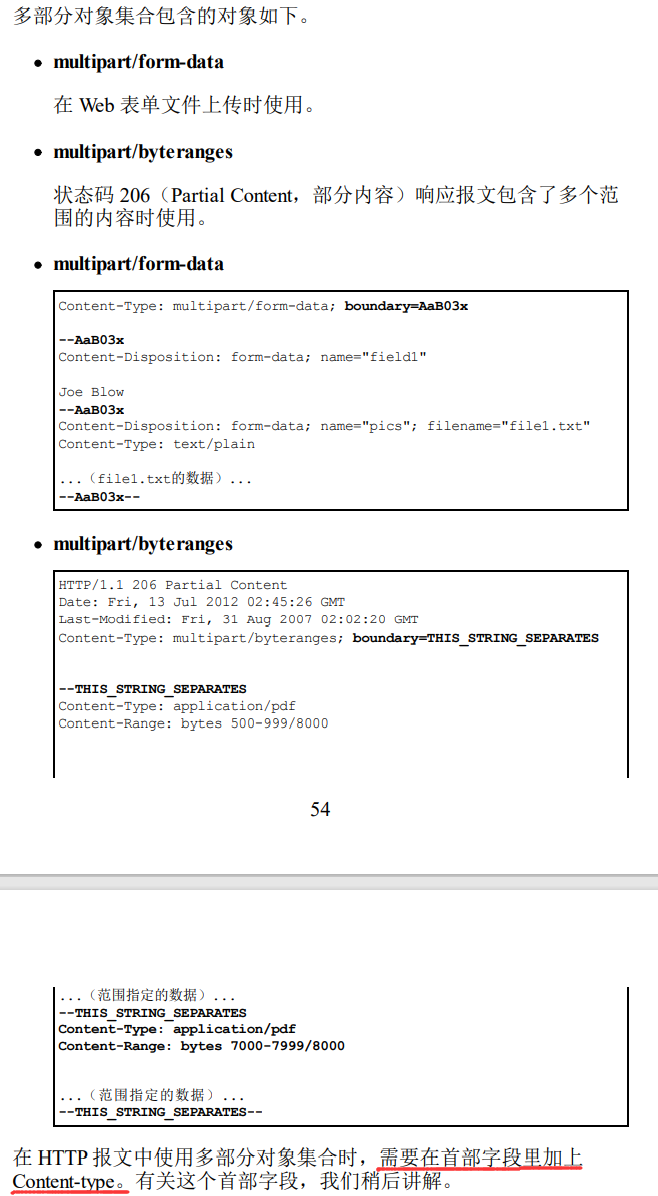 多部分对象集合包含的对象如下。
• multipart/form-data
在 Web 表单文件上传时使用。
• multipart/byteranges
状态码 206（Partial Content，部分内容）响应报文包含了多个范
围的内容时使用。
• multipart/form-data
Content-Type: multipart/form-data; boundary=AaB03x
--AaB03x
Content-Disposition: form-data; name="field1"
Joe Blow
--AaB03x
Content-Disposition: form-data; name="pics"; filename="file1.txt"
Content-Type: text/plain
...（file1.txt的数据）...
--AaB03x--
• multipart/byteranges
HTTP/1.1 206 Partial Content
Date: Fri, 13 Jul 2012 02:45:26 GMT
Last-Modified: Fri, 31 Aug 2007 02:02:20 GMT
Content-Type: multipart/byteranges; boundary=THIS_STRING_SEPARATES
--THIS_STRING_SEPARATES
Content-Type: application/pdf
Content-Range: bytes 500-999/8000
54
...（范围指定的数据）...
--THIS_STRING_SEPARATES
Content-Type: application/pdf
Content-Range: bytes 7000-7999/8000
...（范围指定的数据）...
--THIS_STRING_SEPARATES--
在 HTTP 报文中使用多部分对象集合时，需要在首部字段里加上
Content-type。有关这个首部字段，我们稍后讲解。